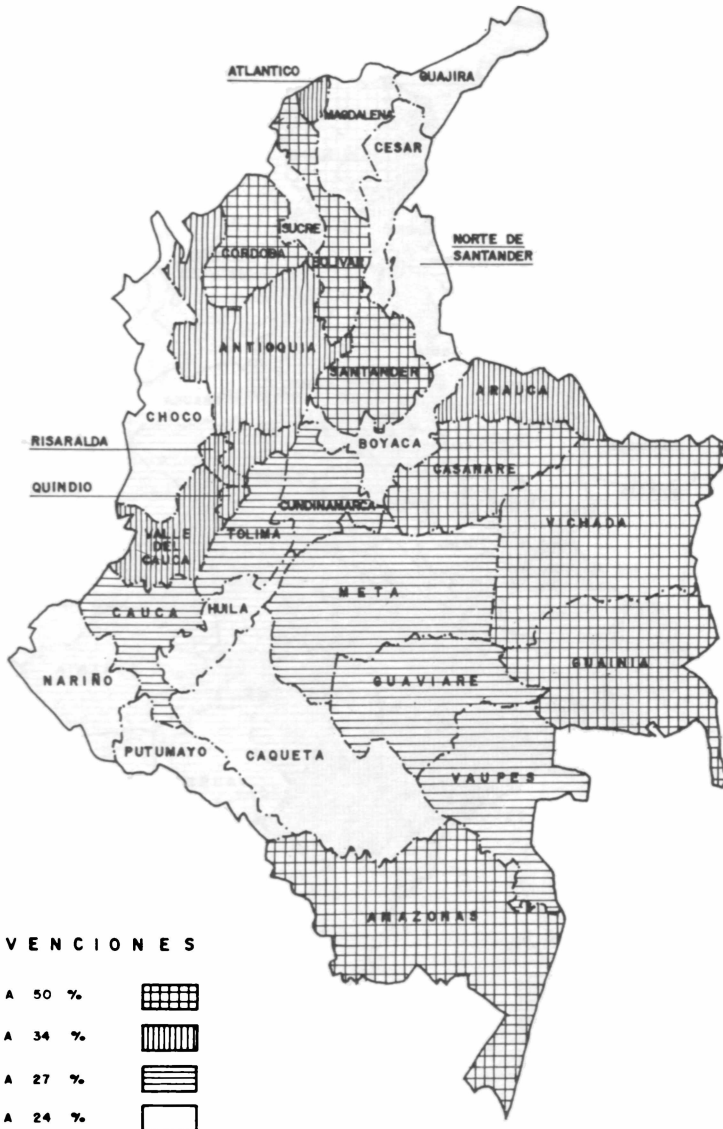 ATLANTICO
GUAJIRA
MAGDALENA
CESAR
SUCRE
CORDOBA
BOLIVAR
NORTE DE
SANTANDER
ANTIOQUIA
SANTANDER
ARAUCA
CHOCO
RISARALDA
BOYACA
CASANARE
QUINDIO
CUNDINAMARCA
VICHADA
TOLIMA
VALLE
DEL
CAUCA
META
CAUCA
HUILA
GUAINIA
NARIÑO
GUAVIARE
PUTUMAYO
CAQUETA
VAUPES
AMAZONAS
VENCIONES
A 50 %
A 34 %
A 27 %
A 24 %